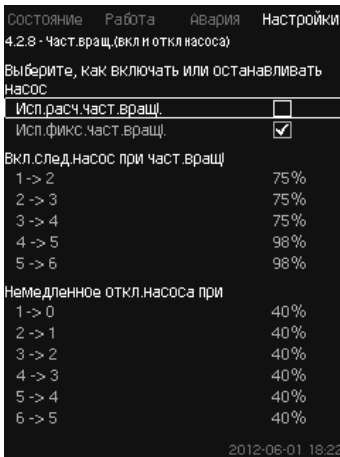 Состояние Работа Авария Настройки
4.2.8 - Част.вращ.(вкл и откл насоса)
Выберите, как включать или останавливать
насос
Исп.расч.част.вращ.
Исп.фикс.част.вращ.
Вкл.след.насос при част.вращ
1 -> 2 75%
2 -> 3 75%
3 -> 4 75%
4 -> 5 98%
5 -> 6 98%
Немедленное откл.насоса при
1 -> 0 40%
2 -> 1 40%
3 -> 2 40%
4 -> 3 40%
5 -> 4 40%
6 -> 5 40%
2012-06-01 18:22